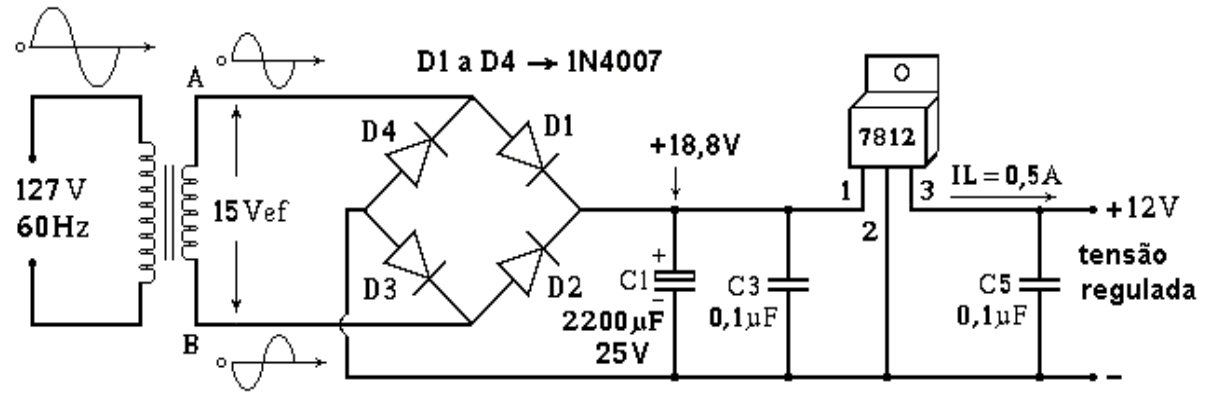 D1 a D4 → 1N4007
A
127 V
60Hz
15 Vef
B
D4
D1
D3
D2
+18,8V
C1
+
−
2200µF
25V
C3
0,1µF
7812
1
2
3
IL = 0,5A
C5
0,1µF
+12V
tensão
regulada
−